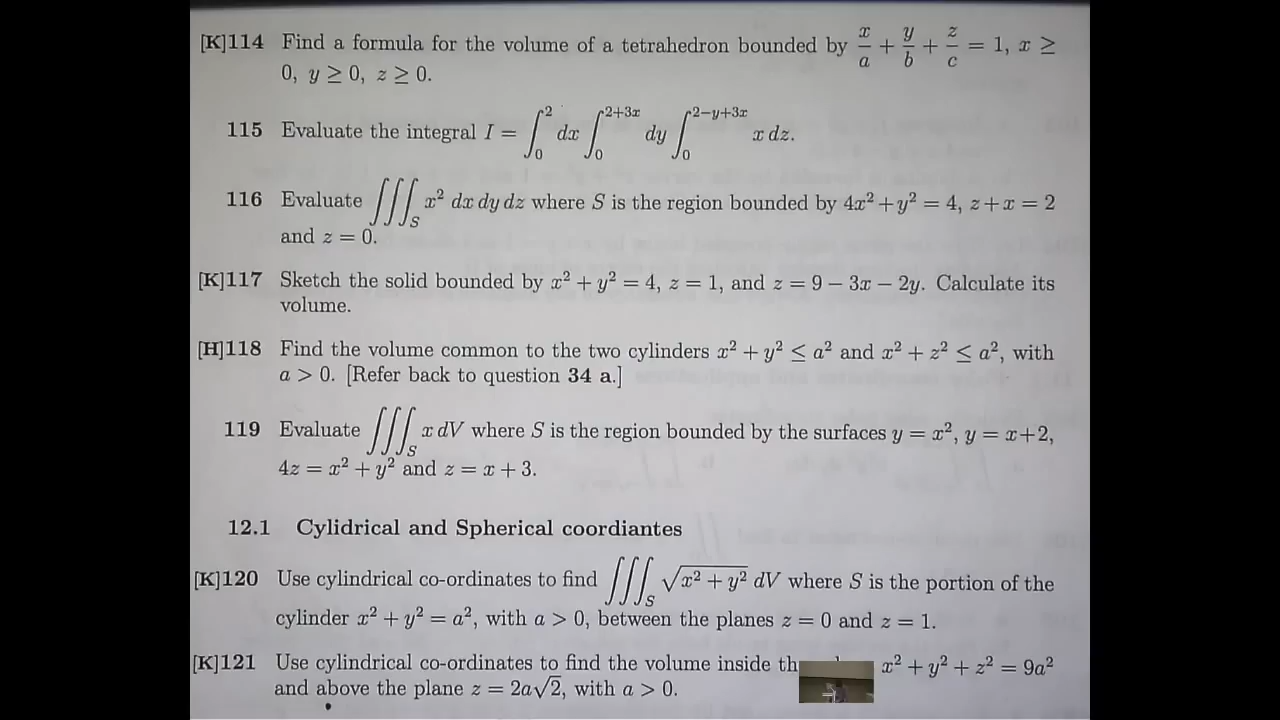 [K]114 Find a formula for the volume of a tetrahedron bounded by x/a + y/b + z/c = 1, x ≥
0, y ≥ 0, z ≥ 0.
115 Evaluate the integral I = ∫₀² dx ∫₀²⁺³ˣ dy ∫₀²⁻ʸ⁺³ˣ x dz.
116 Evaluate ∭_S x² dx dy dz where S is the region bounded by 4x² + y² = 4, z + x = 2
and z = 0.
[K]117 Sketch the solid bounded by x² + y² = 4, z = 1, and z = 9 − 3x − 2y. Calculate its
volume.
[H]118 Find the volume common to the two cylinders x² + y² ≤ a² and x² + z² ≤ a², with
a > 0. [Refer back to question 34 a.]
119 Evaluate ∭_S x dV where S is the region bounded by the surfaces y = x², y = x+2,
4z = x² + y² and z = x + 3.
12.1 Cylidrical and Spherical coordiantes
[K]120 Use cylindrical co-ordinates to find ∭_S √(x² + y²) dV where S is the portion of the
cylinder x² + y² = a², with a > 0, between the planes z = 0 and z = 1.
[K]121 Use cylindrical co-ordinates to find the volume inside x² + y² + z² = 9a²
and above the plane z = 2a√2, with a > 0.